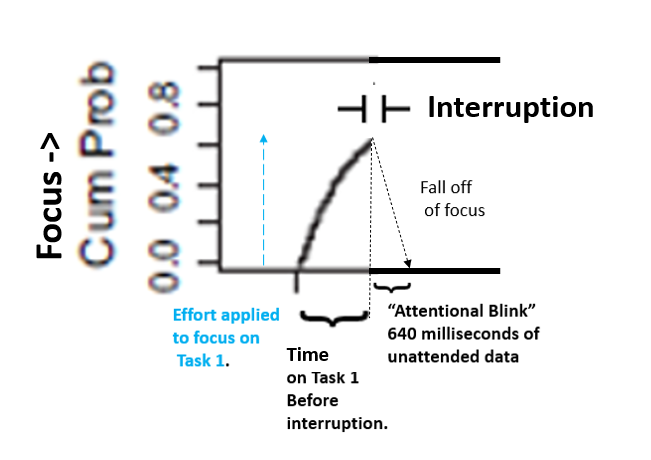 Focus ->
Cum Prob
0.8
0.4
0.0
Interruption
Fall off
of focus
Effort applied
to focus on
Task 1.
Time
on Task 1
Before
interruption.
“Attentional Blink”
640 milliseconds of
unattended data